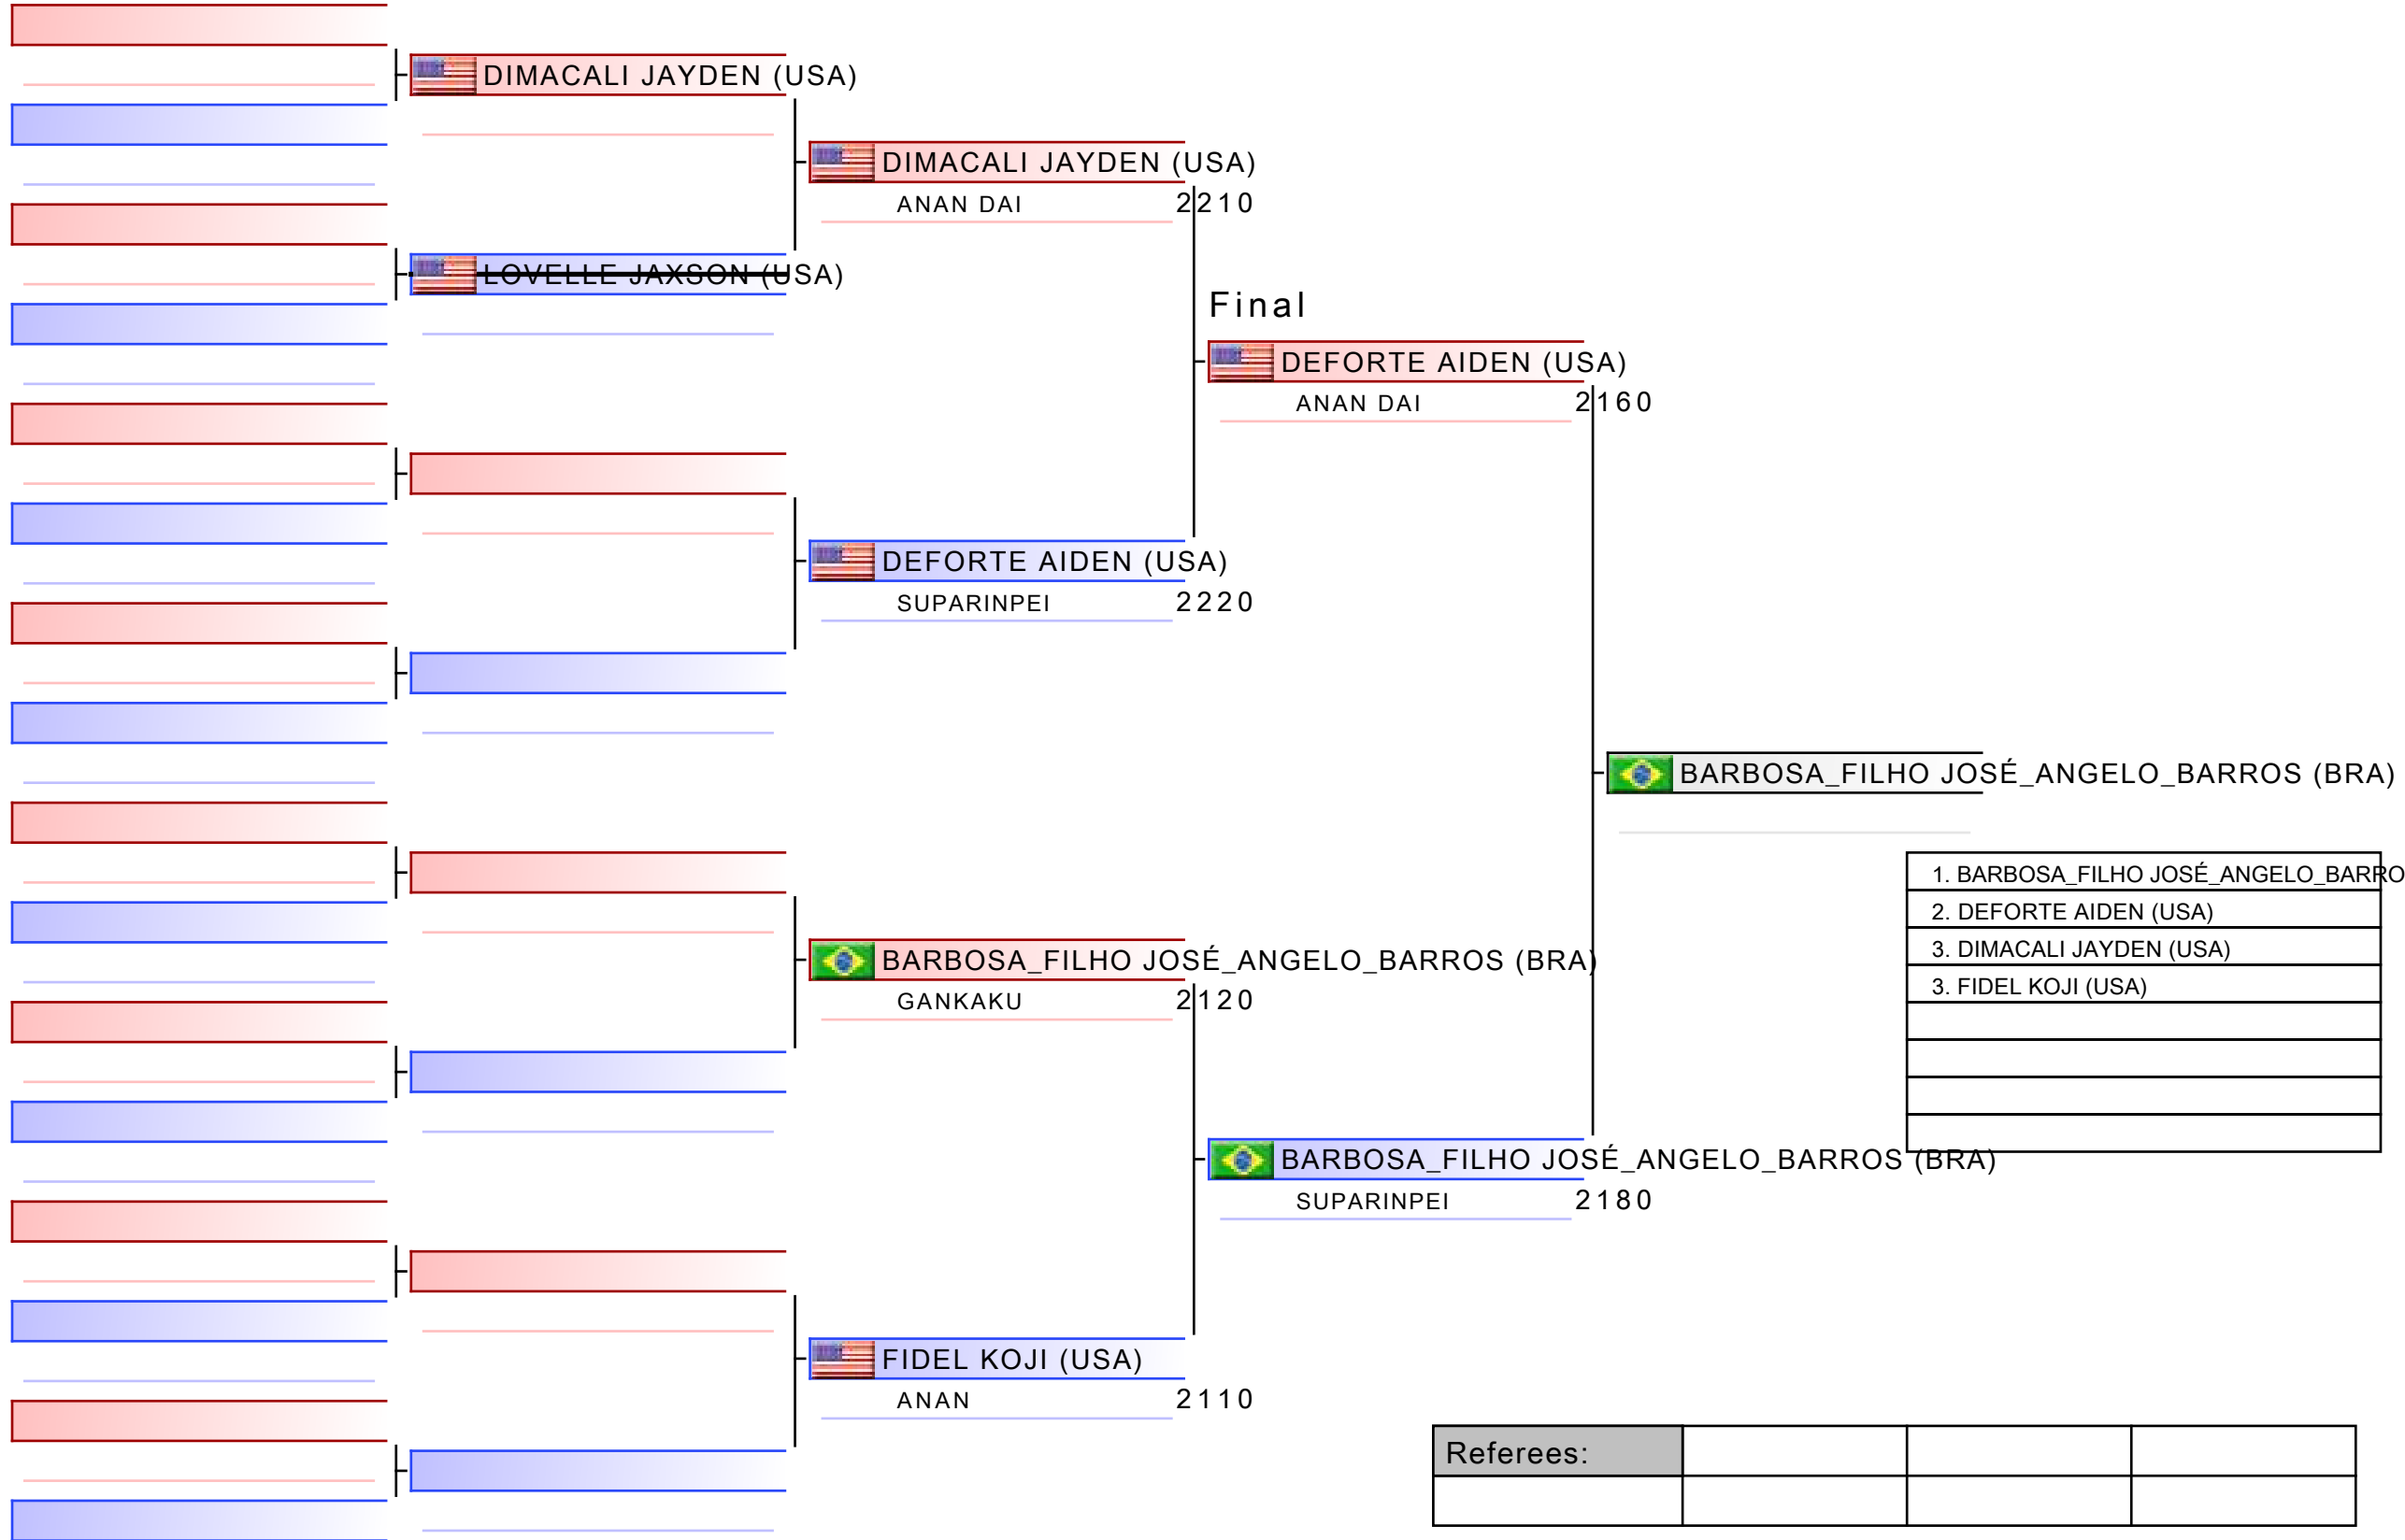 DIMACALI JAYDEN (USA)
DIMACALI JAYDEN (USA)
ANAN DAI 2210
LOVELLE JAXSON (USA)
Final
DEFORTE AIDEN (USA)
ANAN DAI 2160
DEFORTE AIDEN (USA)
SUPARINPEI 2220
BARBOSA_FILHO JOSÉ_ANGELO_BARROS (BRA)
1. BARBOSA_FILHO JOSÉ_ANGELO_BARRO
2. DEFORTE AIDEN (USA)
3. DIMACALI JAYDEN (USA)
3. FIDEL KOJI (USA)
BARBOSA_FILHO JOSÉ_ANGELO_BARROS (BRA)
GANKAKU 2120
BARBOSA_FILHO JOSÉ_ANGELO_BARROS (BRA)
SUPARINPEI 2180
FIDEL KOJI (USA)
ANAN 2110
Referees: